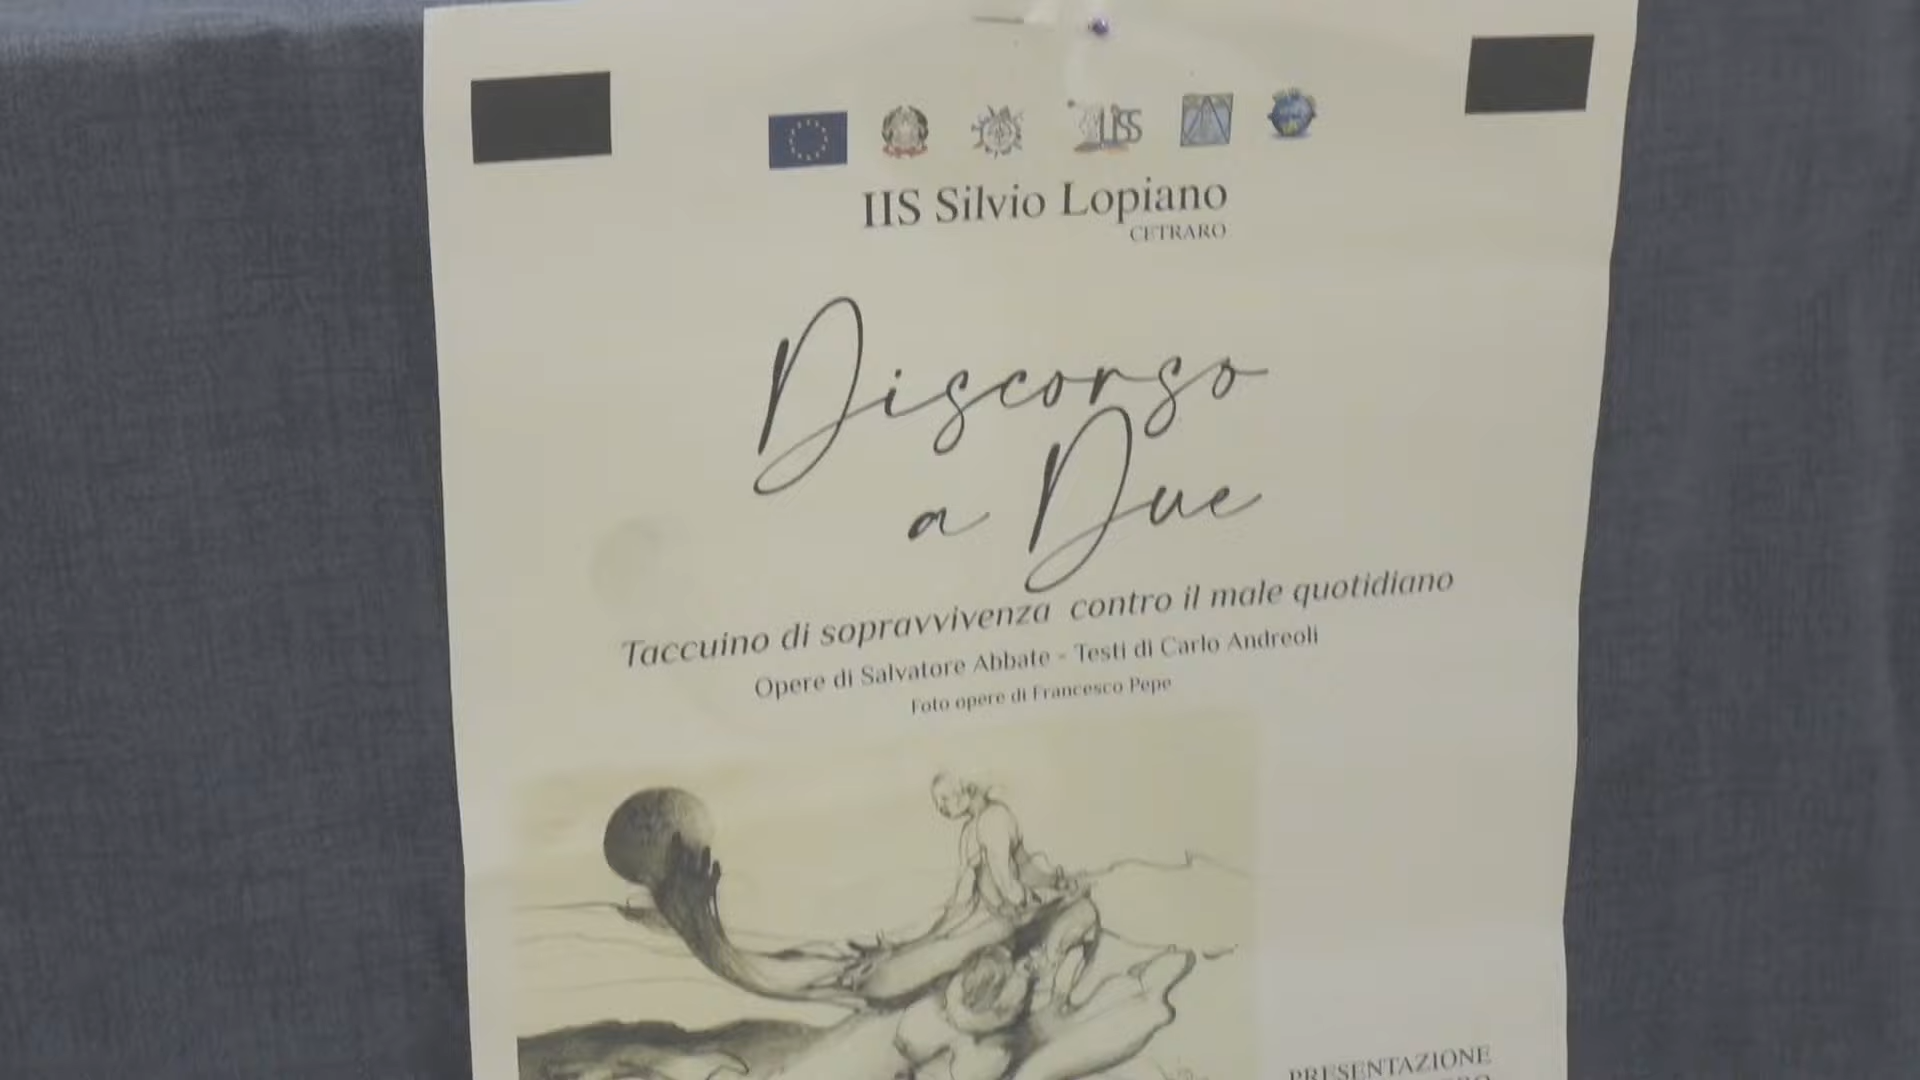 LiSS
IIS Silvio Lopiano
CETRARO
Discorso
a Due
Taccuino di sopravvivenza contro il male quotidiano
Opere di Salvatore Abbate - Testi di Carlo Andreoli
Foto opere di Francesco Pepe
PRESENTAZIONE